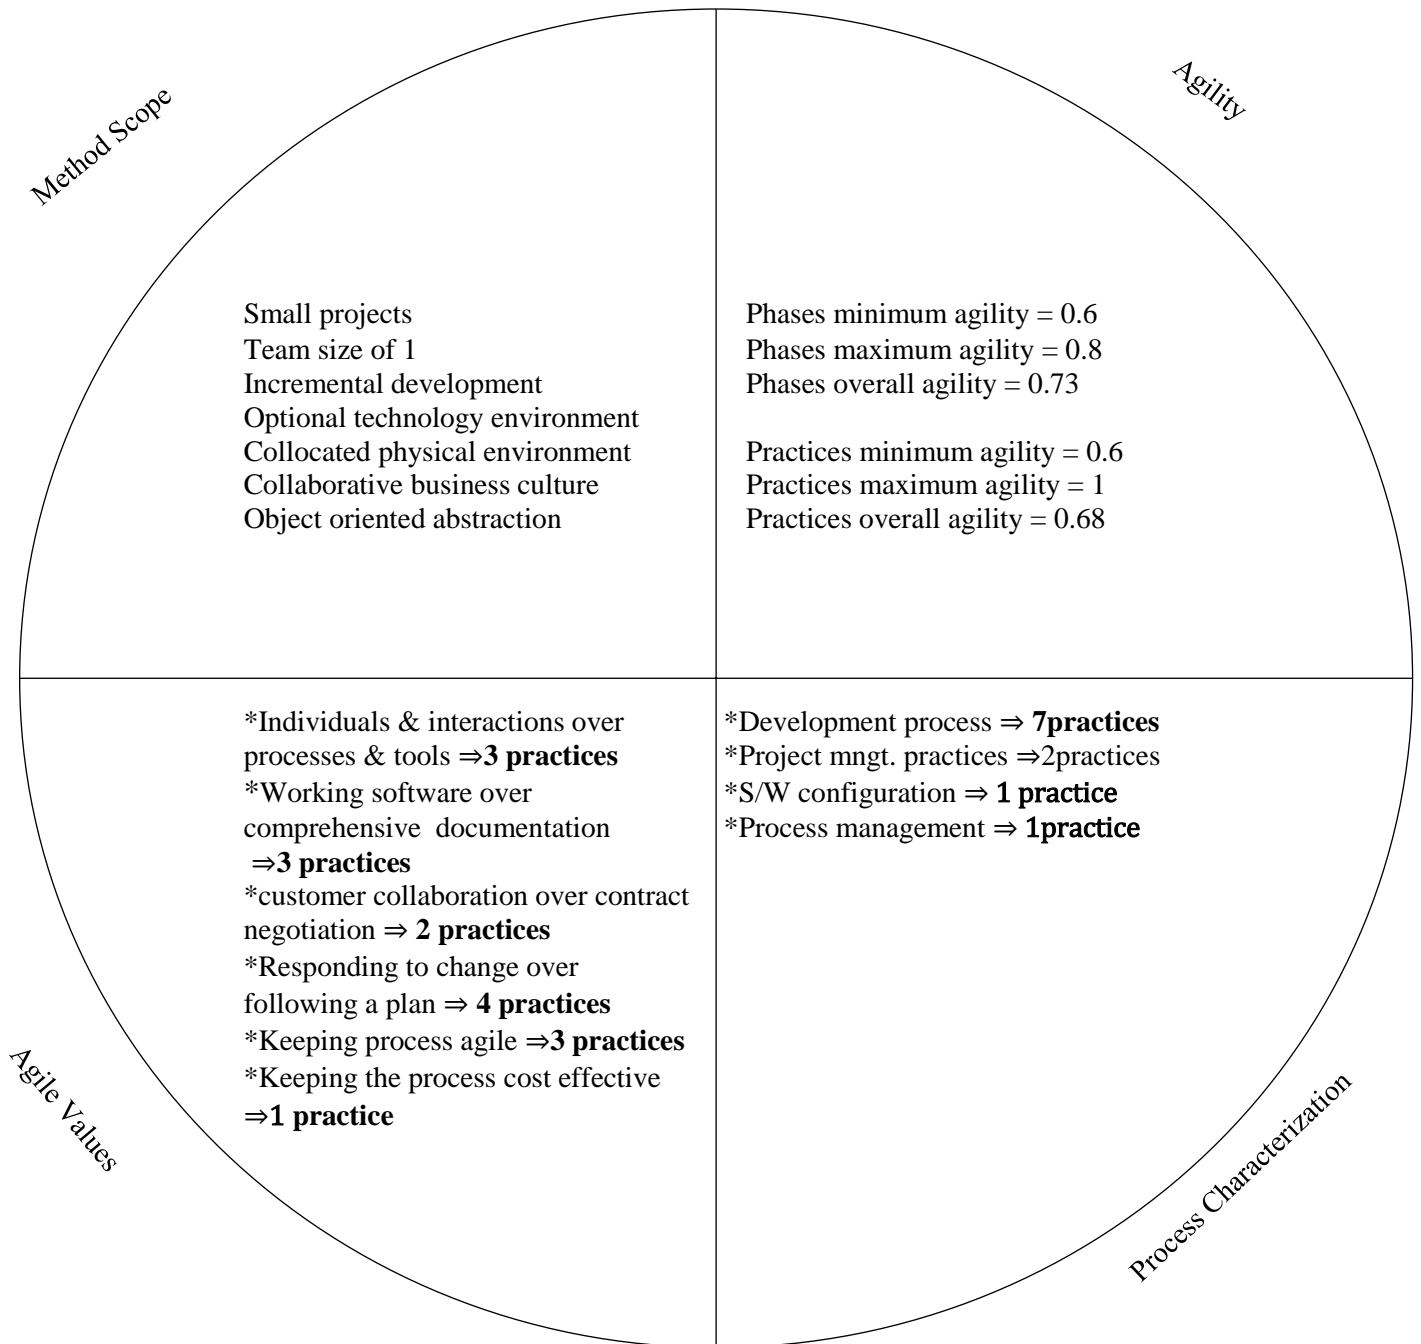 Method Scope
Agility
Small projects
Team size of 1
Incremental development
Optional technology environment
Collocated physical environment
Collaborative business culture
Object oriented abstraction
Phases minimum agility = 0.6
Phases maximum agility = 0.8
Phases overall agility = 0.73
Practices minimum agility = 0.6
Practices maximum agility = 1
Practices overall agility = 0.68
*Individuals & interactions over
processes & tools ⇒3 practices
*Working software over
comprehensive documentation
⇒3 practices
*customer collaboration over contract
negotiation ⇒ 2 practices
*Responding to change over
following a plan ⇒ 4 practices
*Keeping process agile ⇒3 practices
*Keeping the process cost effective
⇒1 practice
*Development process ⇒ 7practices
*Project mngt. practices ⇒2practices
*S/W configuration ⇒ 1 practice
*Process management ⇒ 1practice
Agile Values
Process Characterization